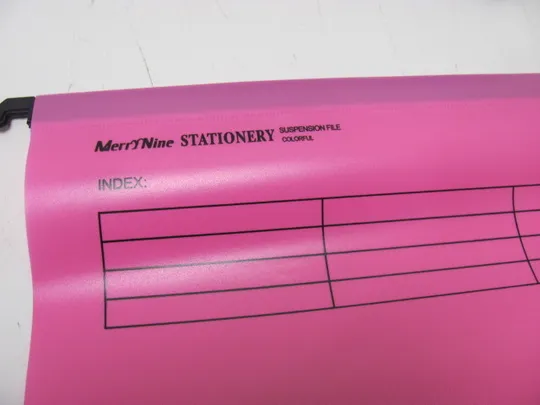 MerryNine STATIONERY SUSPENSION FILE
COLORFUL
INDEX: